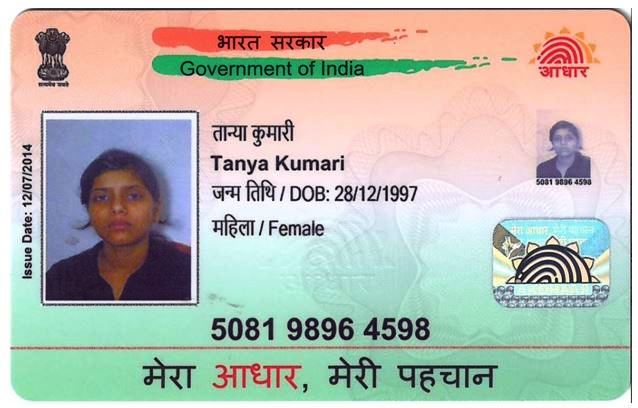 भारत सरकार
Government of India
सत्यमेव जयते
आधार
तान्या कुमारी
Tanya Kumari
जन्म तिथि / DOB: 28/12/1997
महिला / Female
Issue Date: 12/07/2014
5081 9896 4598
मेरा आधार, मेरी पहचान
5081 9896 4598
मेरा आधार, मेरी पहचान